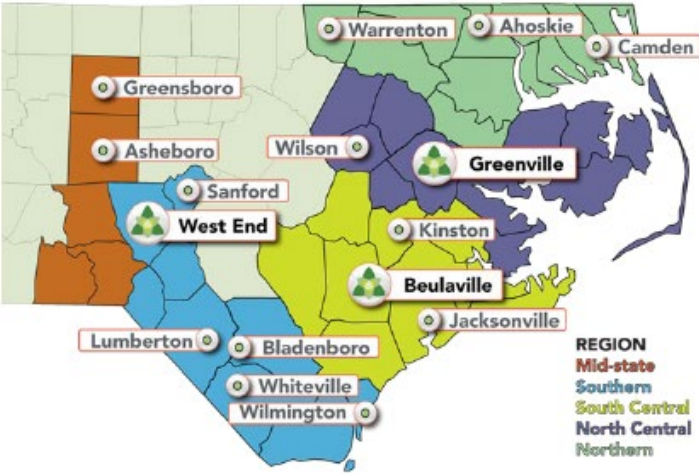 Warrenton
Ahoskie
Camden
Greensboro
Asheboro
Wilson
Greenville
Sanford
West End
Kinston
Beulaville
Jacksonville
Lumberton
Bladenboro
Whiteville
Wilmington
REGION
Mid-state
Southern
South Central
North Central
Northern